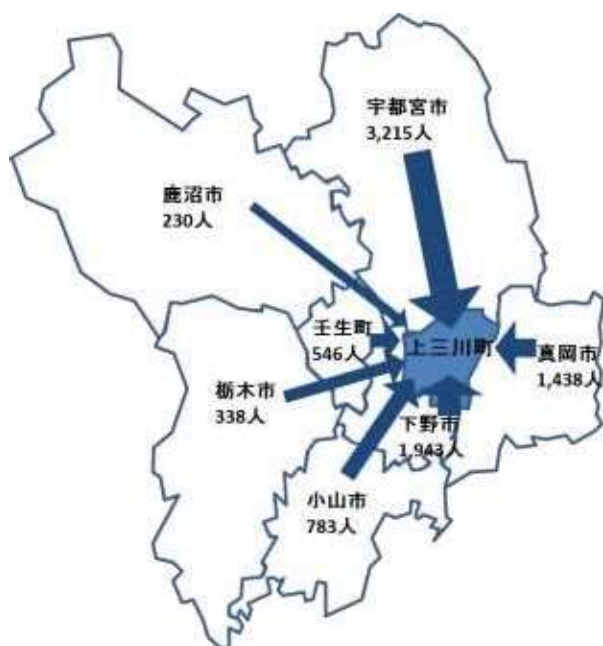 宇都宮市
3,215人
鹿沼市
230人
壬生町
546人
上三川町
真岡市
1,438人
栃木市
338人
下野市
1,943人
小山市
783人